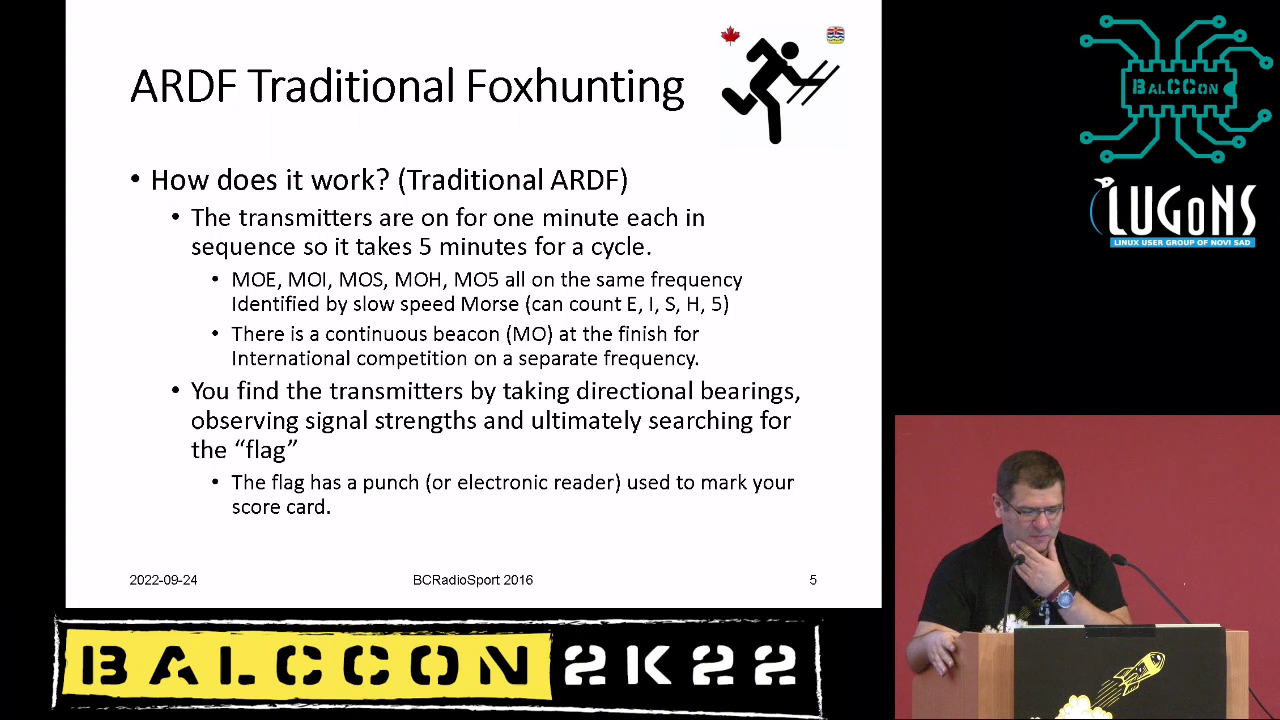 ARDF Traditional Foxhunting
• How does it work? (Traditional ARDF)
• The transmitters are on for one minute each in
sequence so it takes 5 minutes for a cycle.
• MOE, MOI, MOS, MOH, MO5 all on the same frequency
Identified by slow speed Morse (can count E, I, S, H, 5)
• There is a continuous beacon (MO) at the finish for
International competition on a separate frequency.
• You find the transmitters by taking directional bearings,
observing signal strengths and ultimately searching for
the “flag”
• The flag has a punch (or electronic reader) used to mark your
score card.
2022-09-24
BCRadioSport 2016
5
BALCCON
LUGONS
LINUX USER GROUP OF NOVI SAD
BALCCON 2K22